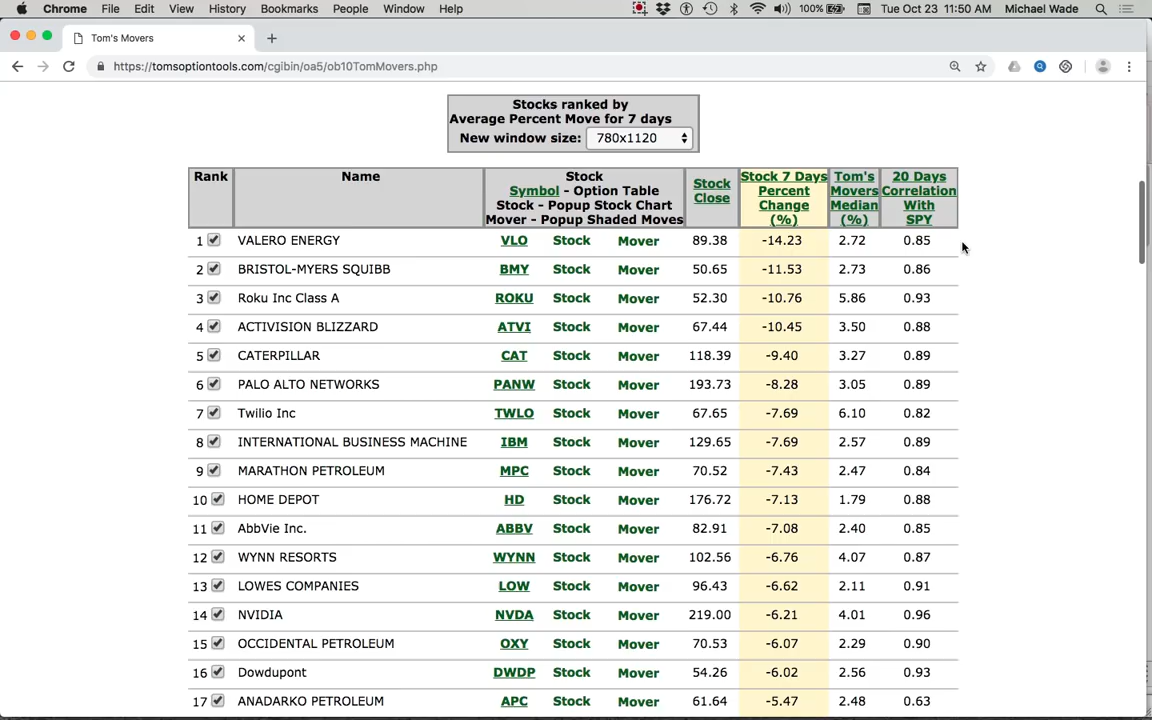 Chrome File Edit View History Bookmarks People Window Help 100% Tue Oct 23 11:50 AM Michael Wade
Tom's Movers
https://tomsoptiontools.com/cgibin/oa5/ob10TomMovers.php
Stocks ranked by
Average Percent Move for 7 days
New window size: 780x1120
Rank Name Stock Symbol - Option Table Stock - Popup Stock Chart Mover - Popup Shaded Moves Stock Close Stock 7 Days Percent Change (%) Tom's Movers Median (%) 20 Days Correlation With SPY
1 VALERO ENERGY VLO Stock Mover 89.38 -14.23 2.72 0.85
2 BRISTOL-MYERS SQUIBB BMY Stock Mover 50.65 -11.53 2.73 0.86
3 Roku Inc Class A ROKU Stock Mover 52.30 -10.76 5.86 0.93
4 ACTIVISION BLIZZARD ATVI Stock Mover 67.44 -10.45 3.50 0.88
5 CATERPILLAR CAT Stock Mover 118.39 -9.40 3.27 0.89
6 PALO ALTO NETWORKS PANW Stock Mover 193.73 -8.28 3.05 0.89
7 Twilio Inc TWLO Stock Mover 67.65 -7.69 6.10 0.82
8 INTERNATIONAL BUSINESS MACHINE IBM Stock Mover 129.65 -7.69 2.57 0.89
9 MARATHON PETROLEUM MPC Stock Mover 70.52 -7.43 2.47 0.84
10 HOME DEPOT HD Stock Mover 176.72 -7.13 1.79 0.88
11 AbbVie Inc. ABBV Stock Mover 82.91 -7.08 2.40 0.85
12 WYNN RESORTS WYNN Stock Mover 102.56 -6.76 4.07 0.87
13 LOWES COMPANIES LOW Stock Mover 96.43 -6.62 2.11 0.91
14 NVIDIA NVDA Stock Mover 219.00 -6.21 4.01 0.96
15 OCCIDENTAL PETROLEUM OXY Stock Mover 70.53 -6.07 2.29 0.90
16 Dowdupont DWDP Stock Mover 54.26 -6.02 2.56 0.93
17 ANADARKO PETROLEUM APC Stock Mover 61.64 -5.47 2.48 0.63